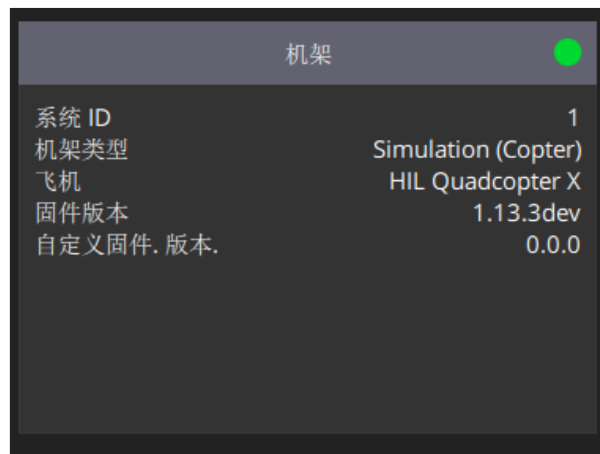 机架
系统 ID 1
机架类型 Simulation (Copter)
飞机 HIL Quadcopter X
固件版本 1.13.3dev
自定义固件. 版本. 0.0.0